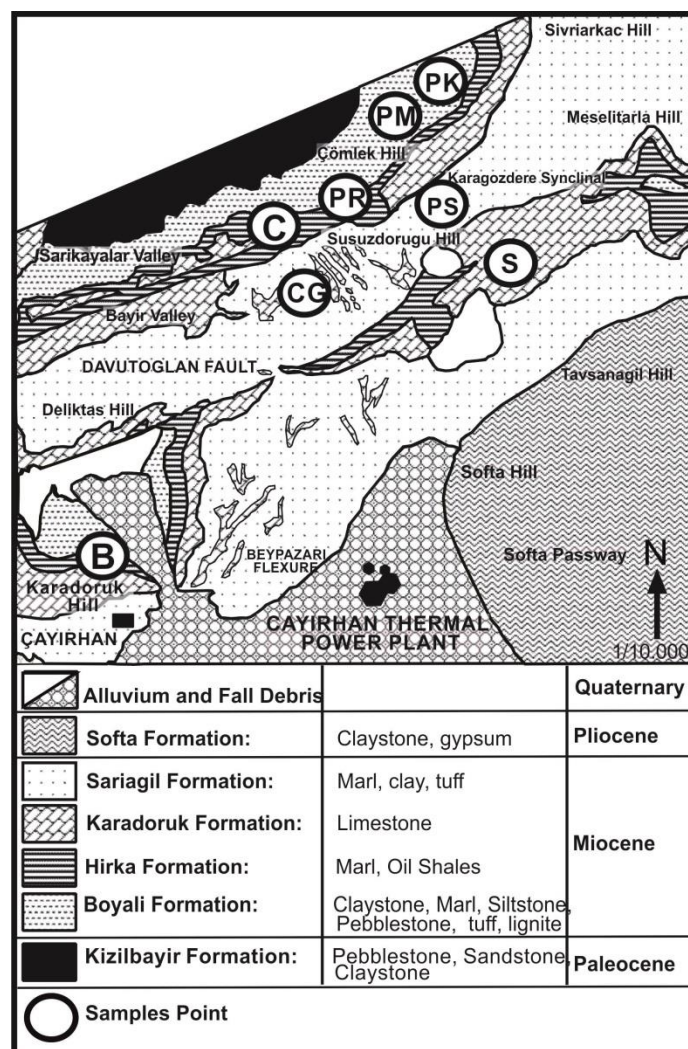 Sivriarkac Hill
PK
PM
Meselitarla Hill
Çömlek Hill
Karagozdere Synclinal
PR
PS
C
Susuzdorugu Hill
Sarikayalar Valley
S
CG
Bayir Valley
DAVUTOGLAN FAULT
Tavsanagil Hill
Deliktas Hill
Softa Hill
B
BEYPAZARI
FLEXURE
Softa Passway
N
Karadoruk
Hill
ÇAYIRHAN
CAYIRHAN THERMAL
POWER PLANT
1/10.000
Alluvium and Fall Debris Quaternary
Softa Formation: Claystone, gypsum Pliocene
Sariagil Formation: Marl, clay, tuff
Karadoruk Formation: Limestone
Miocene
Hirka Formation: Marl, Oil Shales
Boyali Formation: Claystone, Marl, Siltstone,
Pebblestone, tuff, lignite
Kizilbayir Formation: Pebblestone, Sandstone, Paleocene
Claystone
Samples Point